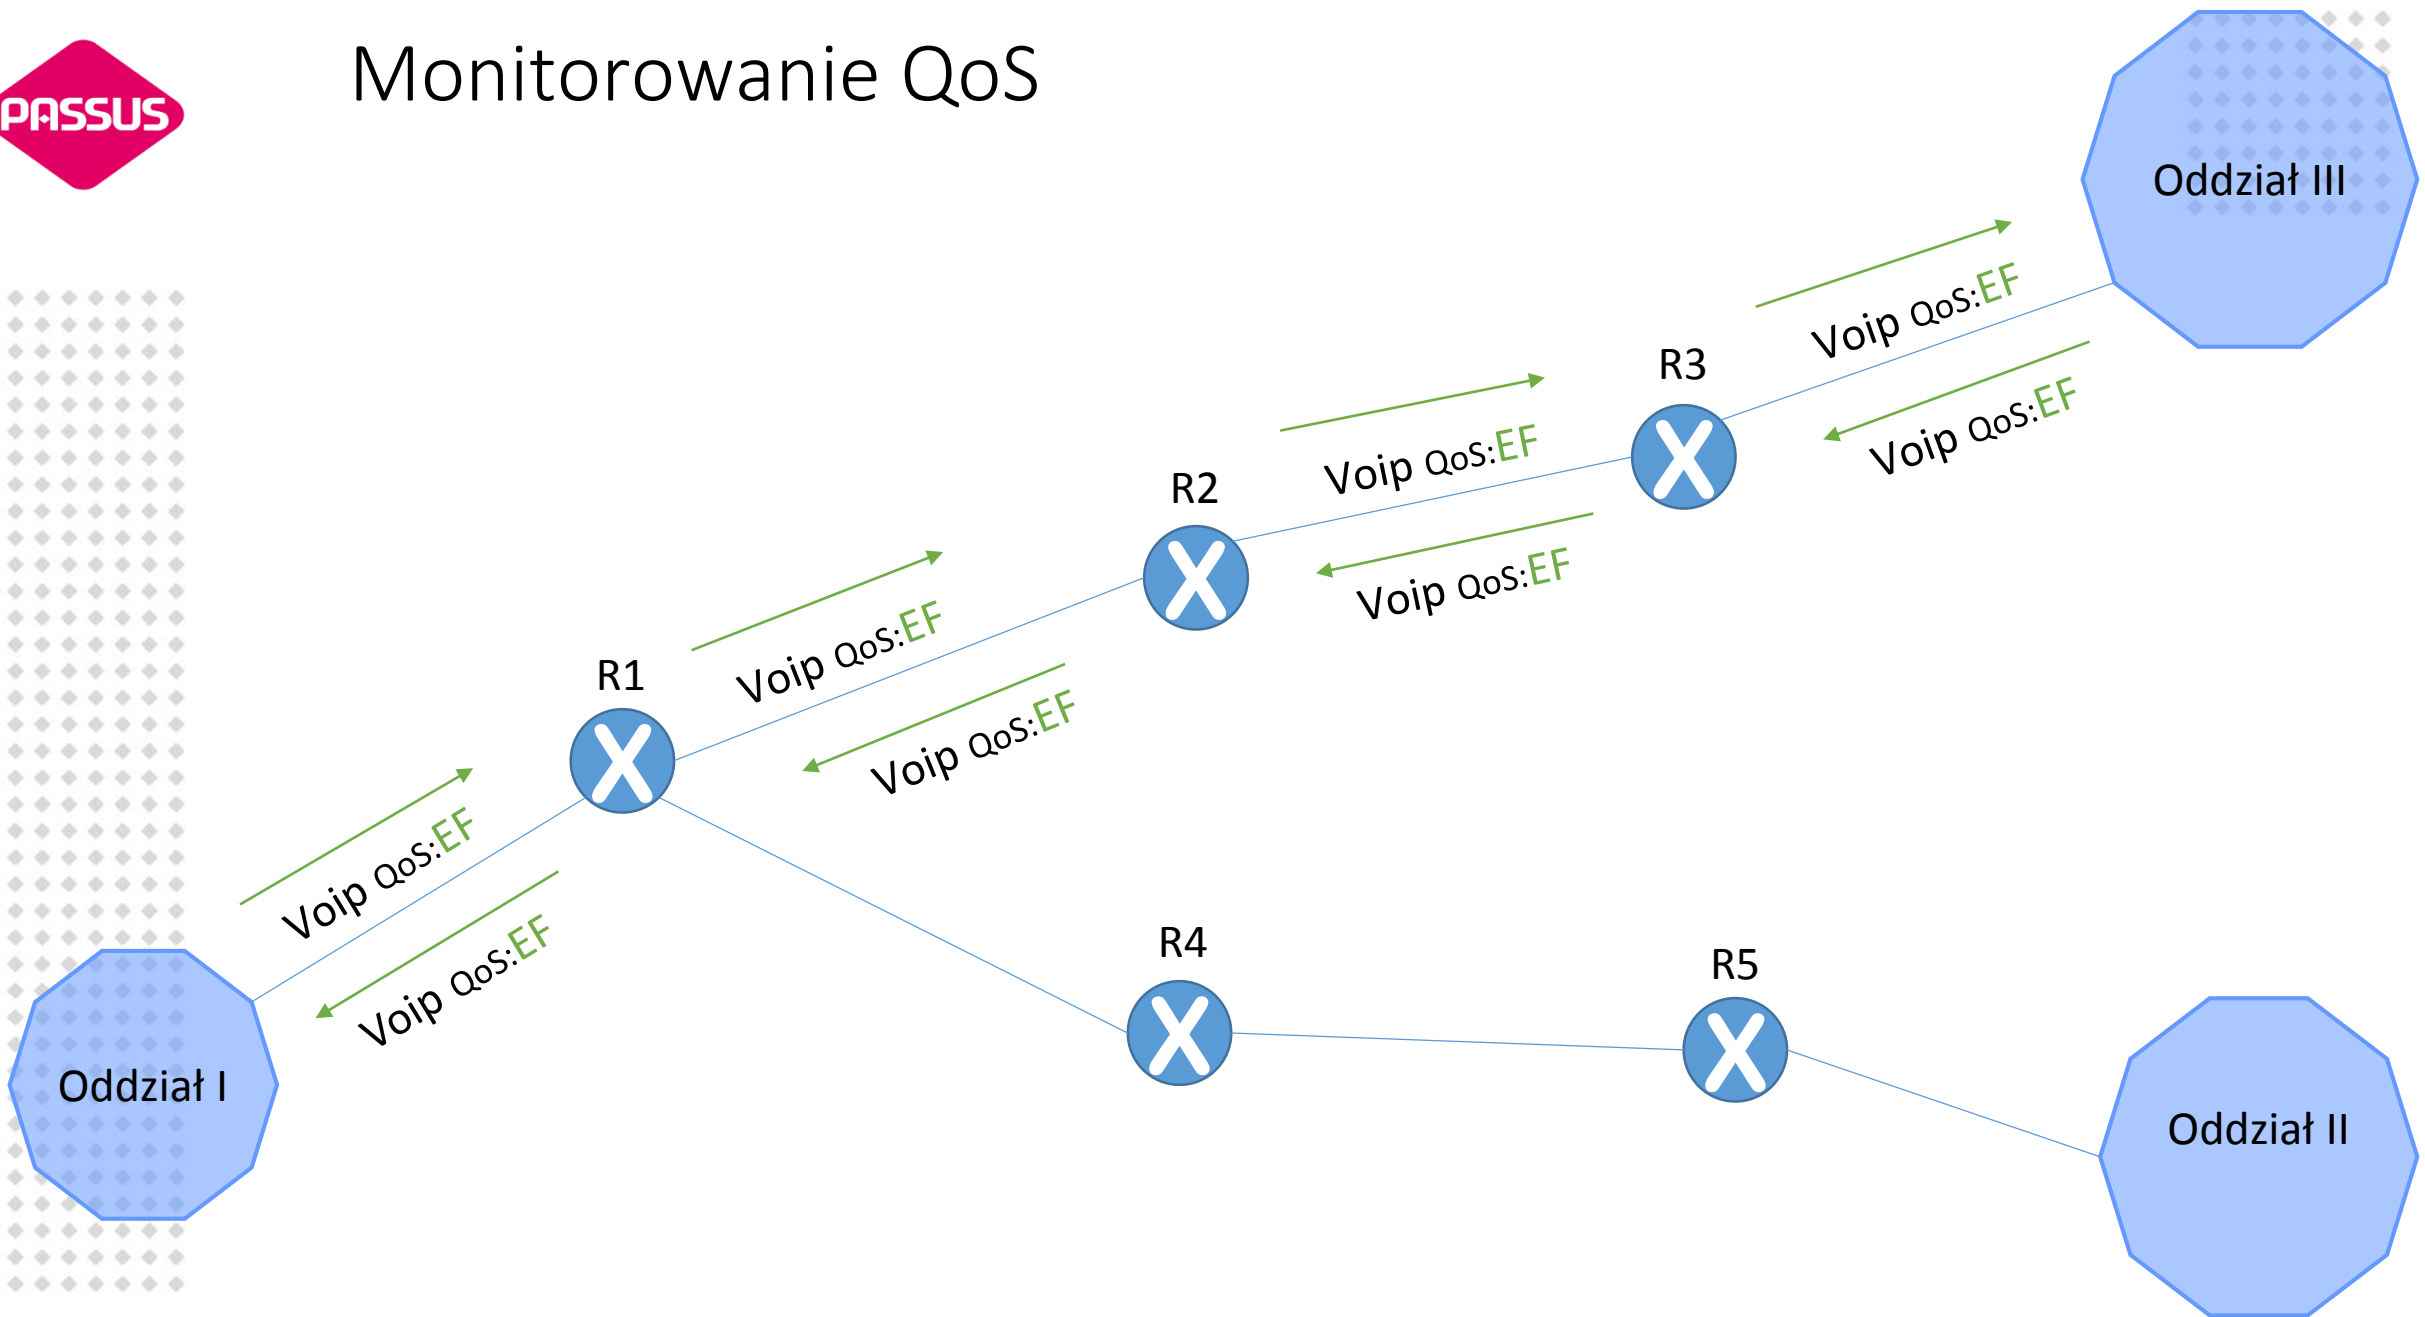 Monitorowanie QoS
PASSUS
Oddział III
Voip QoS:EF
R3
Voip QoS:EF
Voip QoS:EF
R2
Voip QoS:EF
Voip QoS:EF
R1
Voip QoS:EF
Voip QoS:EF
Voip QoS:EF
R4
R5
Oddział I
Oddział II